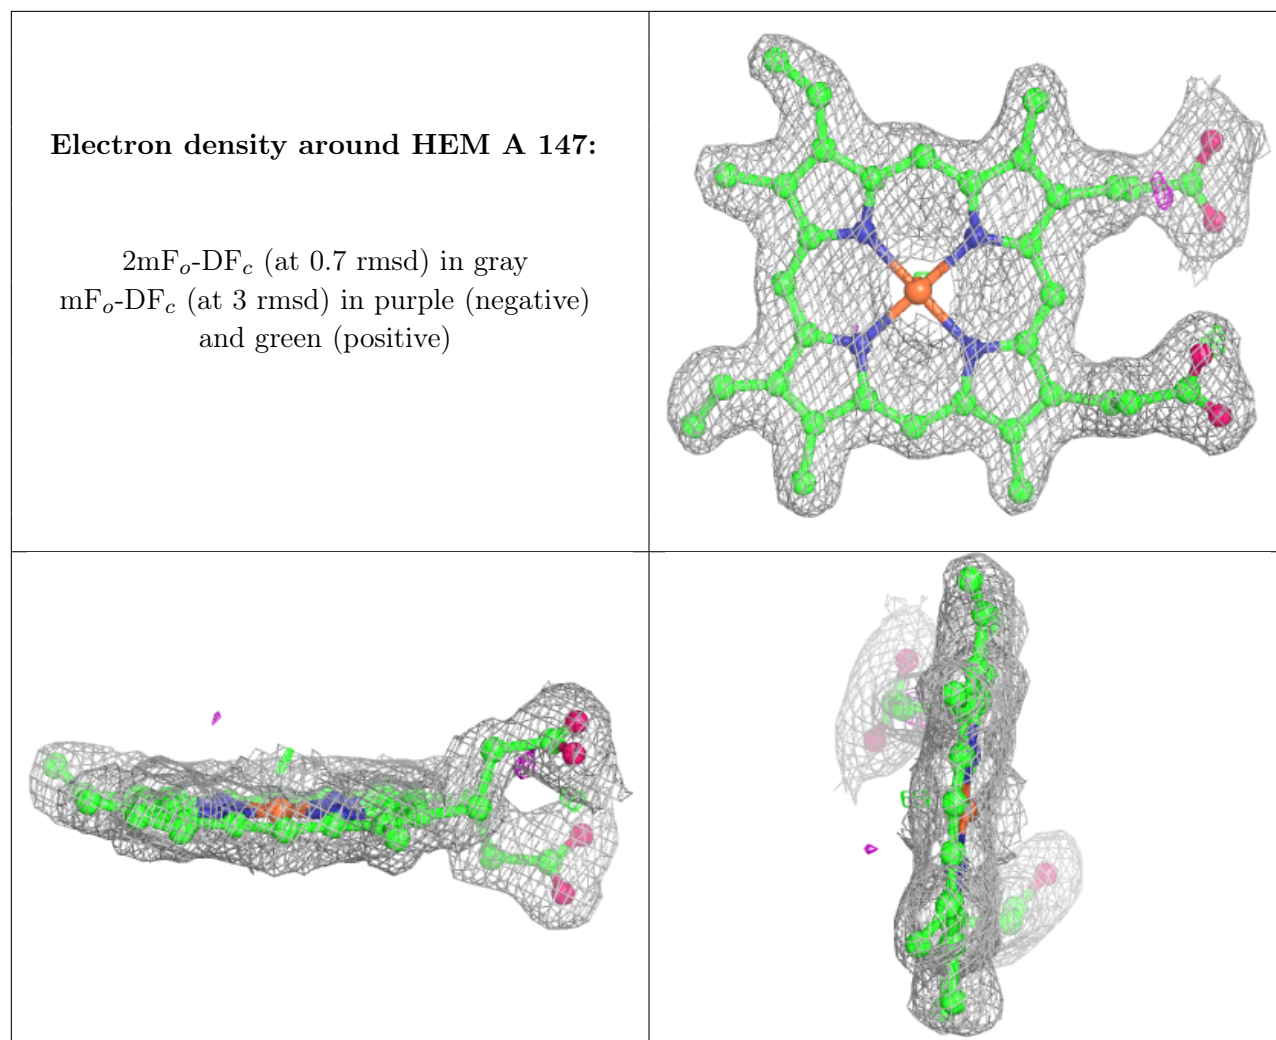 Electron density around HEM A 147:
2mFₒ-DF𝒸 (at 0.7 rmsd) in gray
mFₒ-DF𝒸 (at 3 rmsd) in purple (negative)
and green (positive)